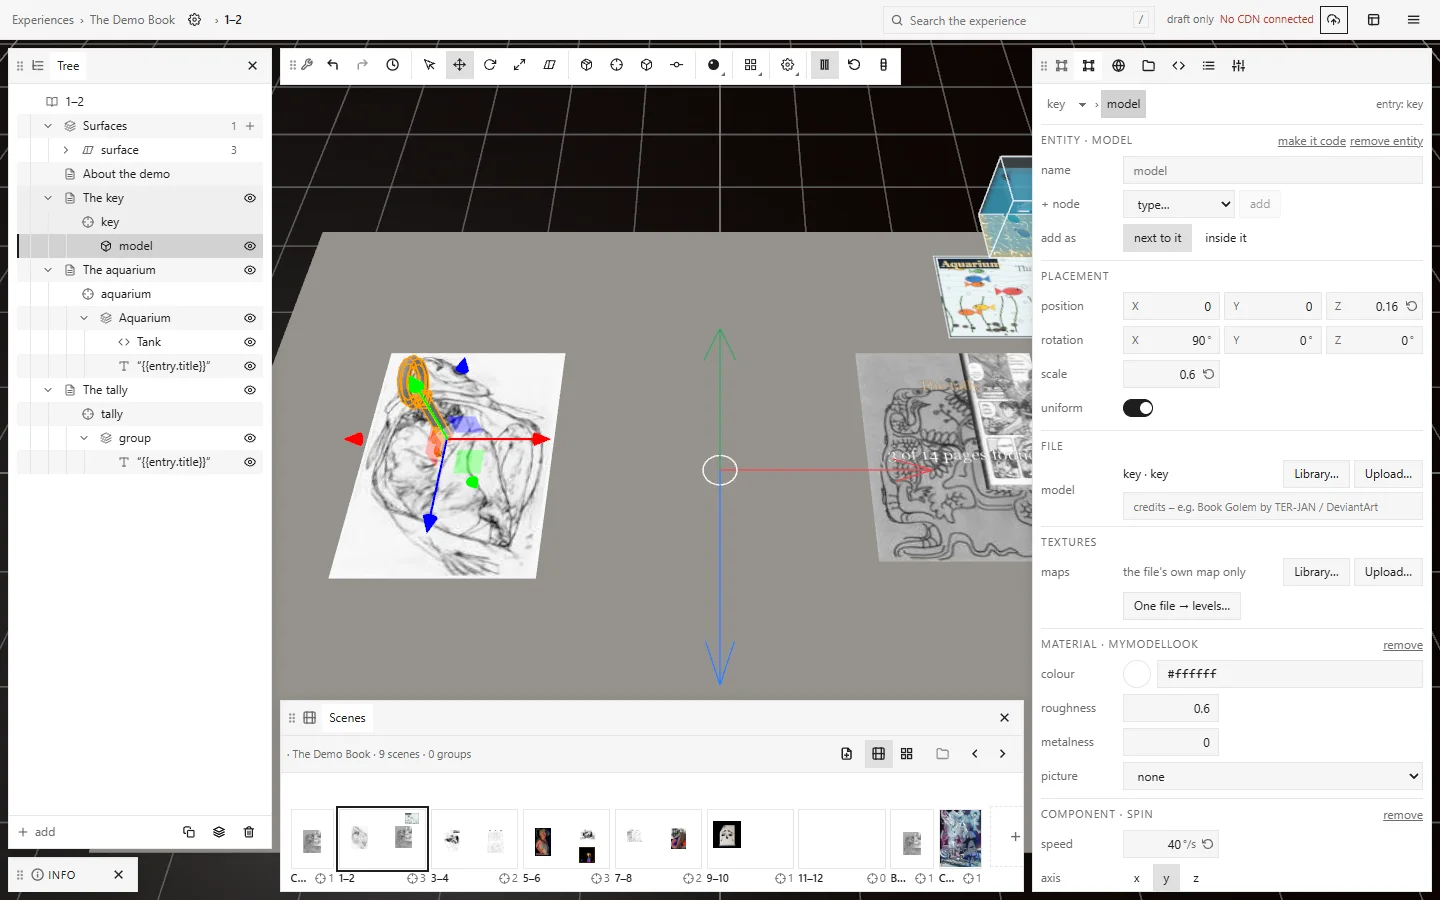 Experiences › The Demo Book › 1–2
Search the experience /
draft only No CDN connected
Tree
1–2
Surfaces 1 +
surface 3
About the demo
The key
key
model
The aquarium
aquarium
Aquarium
Tank
"{{entry.title}}"
The tally
tally
group
"{{entry.title}}"
+ add
INFO
Aquarium
2 of 14 pages found
Scenes
· The Demo Book · 9 scenes · 0 groups
C... 1
1–2 3
3–4 2
5–6 3
7–8 2
9–10 1
11–12 0
B... 1
C... 1
+
key › model entry: key
ENTITY · MODEL make it code remove entity
name model
+ node type... add
add as next to it inside it
PLACEMENT
position X 0 Y 0 Z 0.16
rotation X 90° Y 0° Z 0°
scale 0.6
uniform
FILE
model key · key Library... Upload...
credits – e.g. Book Golem by TER-JAN / DeviantArt
TEXTURES
maps the file's own map only Library... Upload...
One file → levels...
MATERIAL · MYMODELLOOK remove
colour #ffffff
roughness 0.6
metalness 0
picture none
COMPONENT · SPIN remove
speed 40°/s
axis x y z